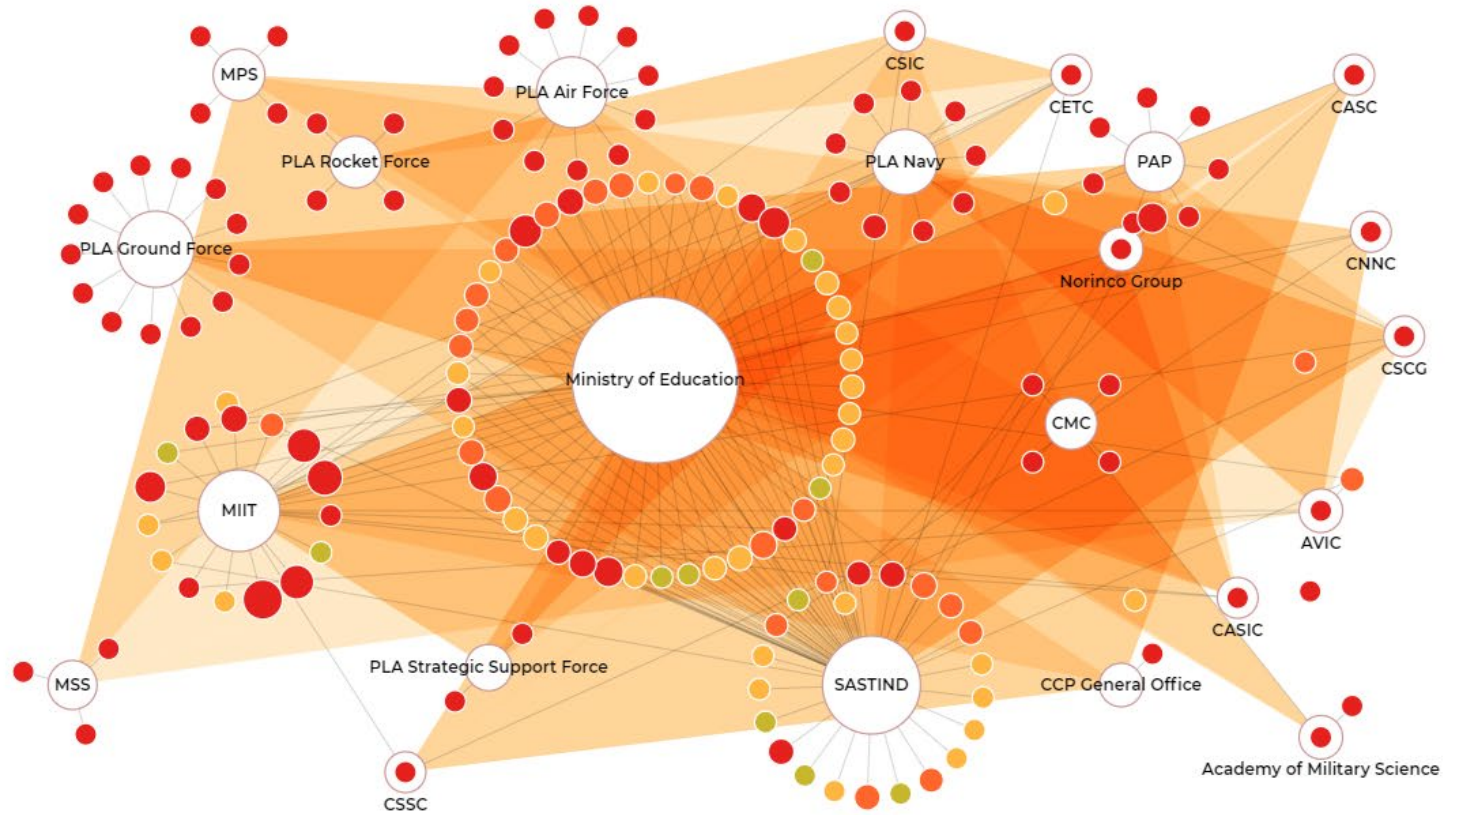 CSIC
MPS
PLA Air Force
CETC
CASC
PLA Rocket Force
PLA Navy
PAP
PLA Ground Force
CNNC
Norinco Group
CSCG
Ministry of Education
CMC
MIIT
AVIC
CASIC
PLA Strategic Support Force
MSS
SASTIND
CCP General Office
Academy of Military Science
CSSC